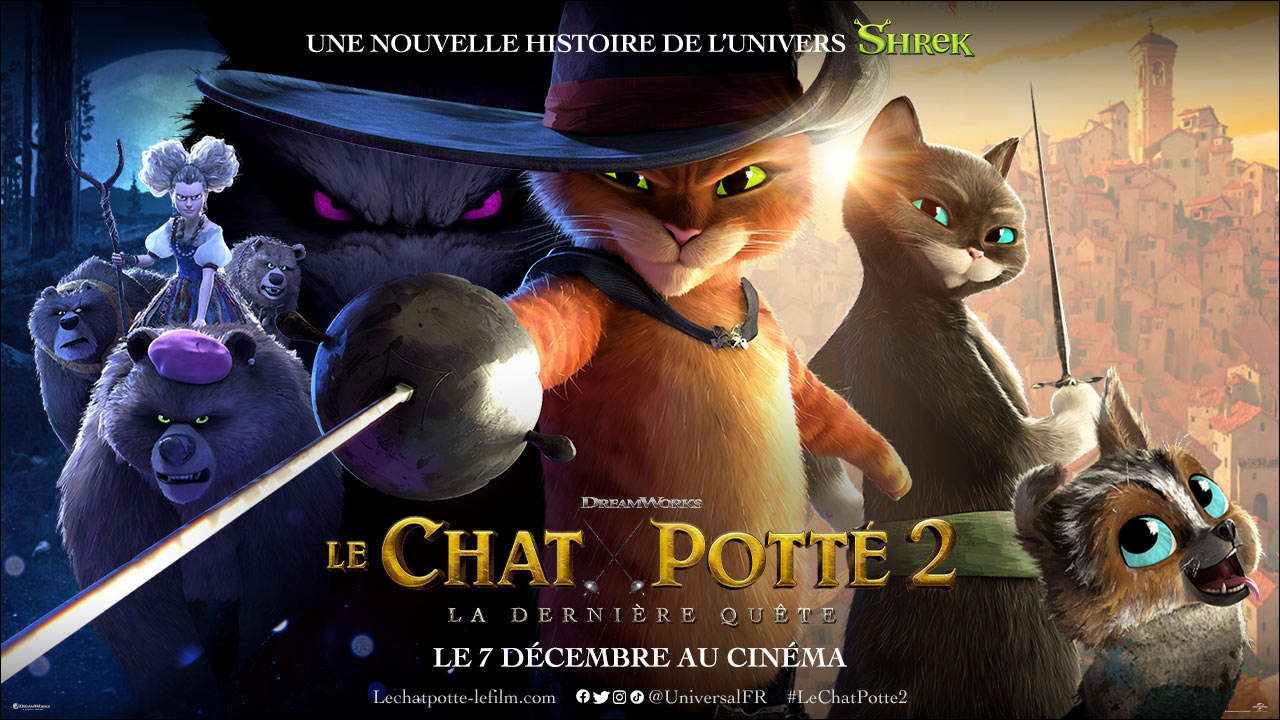 UNE NOUVELLE HISTOIRE DE L'UNIVERS SHREK
DREAMWORKS
LE CHAT POTTÉ 2
LA DERNIÈRE QUÊTE
LE 7 DÉCEMBRE AU CINÉMA
Lechatpotte-lefilm.com @UniversalFR #LeChatPotte2
DREAMWORKS